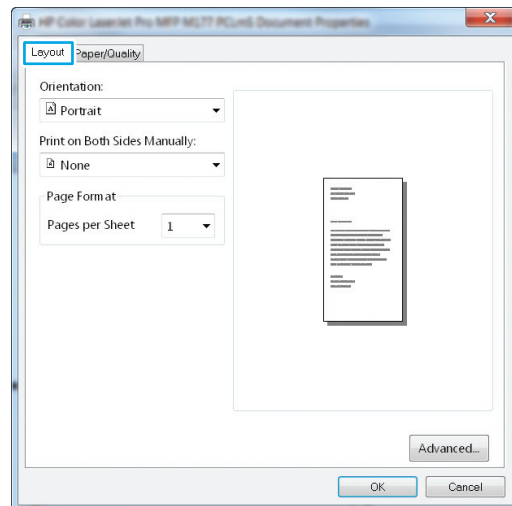 HP Color LaserJet Pro MFP M177 PCLmS Document Properties
Layout
Paper/Quality
Orientation:
Portrait
Print on Both Sides Manually:
None
Page Format
Pages per Sheet
1
Advanced...
OK
Cancel